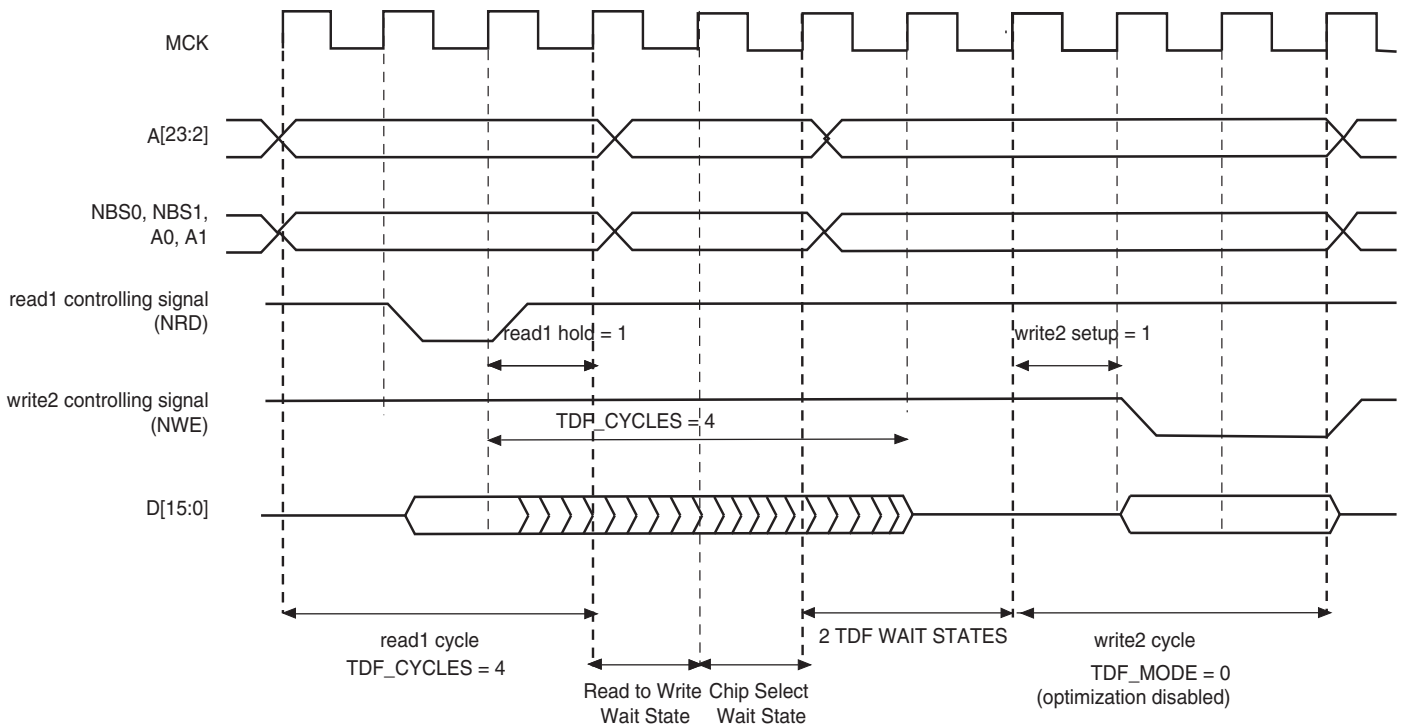 MCK
A[23:2]
NBS0, NBS1,
A0, A1
read1 controlling signal
(NRD)
read1 hold = 1
write2 setup = 1
write2 controlling signal
(NWE)
TDF_CYCLES = 4
D[15:0]
read1 cycle
TDF_CYCLES = 4
2 TDF WAIT STATES
write2 cycle
TDF_MODE = 0
(optimization disabled)
Read to Write
Wait State
Chip Select
Wait State